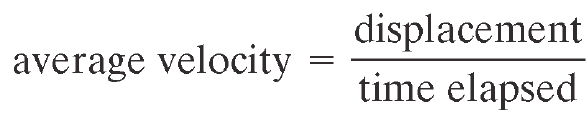 average velocity = displacement
time elapsed